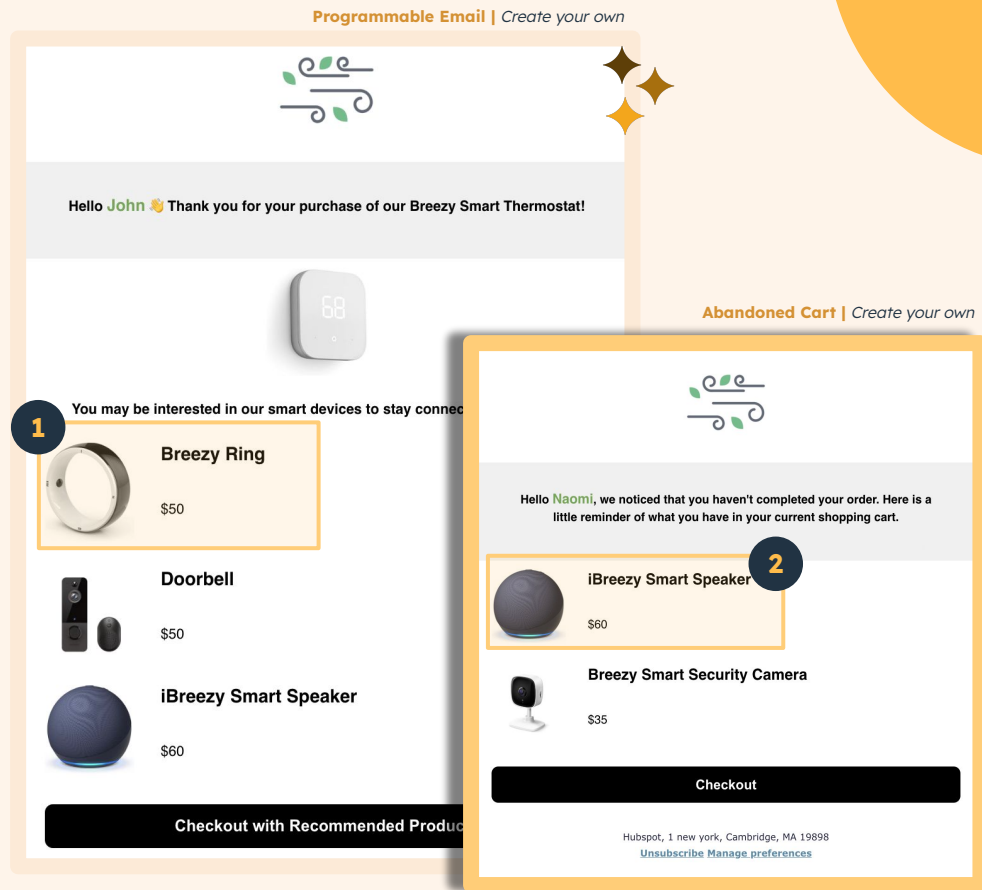 Programmable Email | Create your own
Hello John 👋 Thank you for your purchase of our Breezy Smart Thermostat!
68
You may be interested in our smart devices to stay connec
1
Breezy Ring
$50
Doorbell
$50
iBreezy Smart Speaker
$60
Checkout with Recommended Produc
Abandoned Cart | Create your own
Hello Naomi, we noticed that you haven't completed your order. Here is a
little reminder of what you have in your current shopping cart.
2
iBreezy Smart Speaker
$60
Breezy Smart Security Camera
$35
Checkout
Hubspot, 1 new york, Cambridge, MA 19898
Unsubscribe Manage preferences